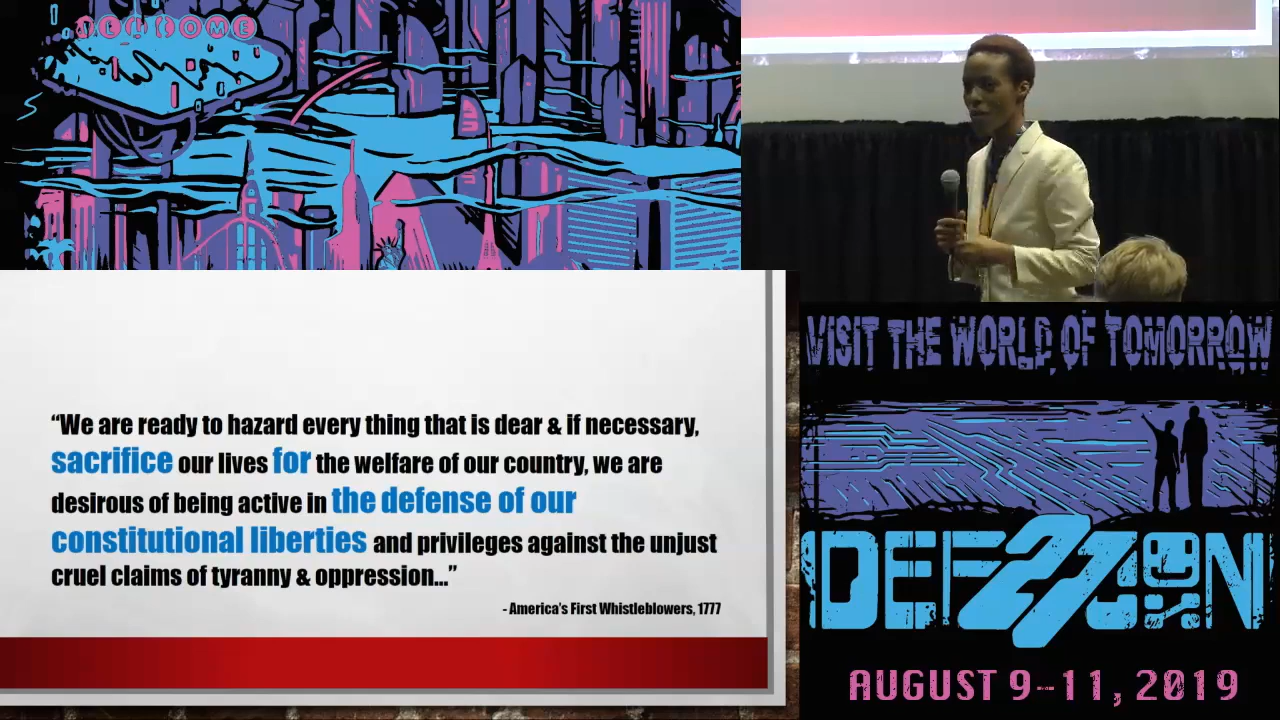 WELCOME
"We are ready to hazard every thing that is dear & if necessary,
sacrifice our lives for the welfare of our country, we are
desirous of being active in the defense of our
constitutional liberties and privileges against the unjust
cruel claims of tyranny & oppression..."
- America's First Whistleblowers, 1777
VISIT THE WORLD OF TOMORROW
DEF27CON
AUGUST 9-11, 2019